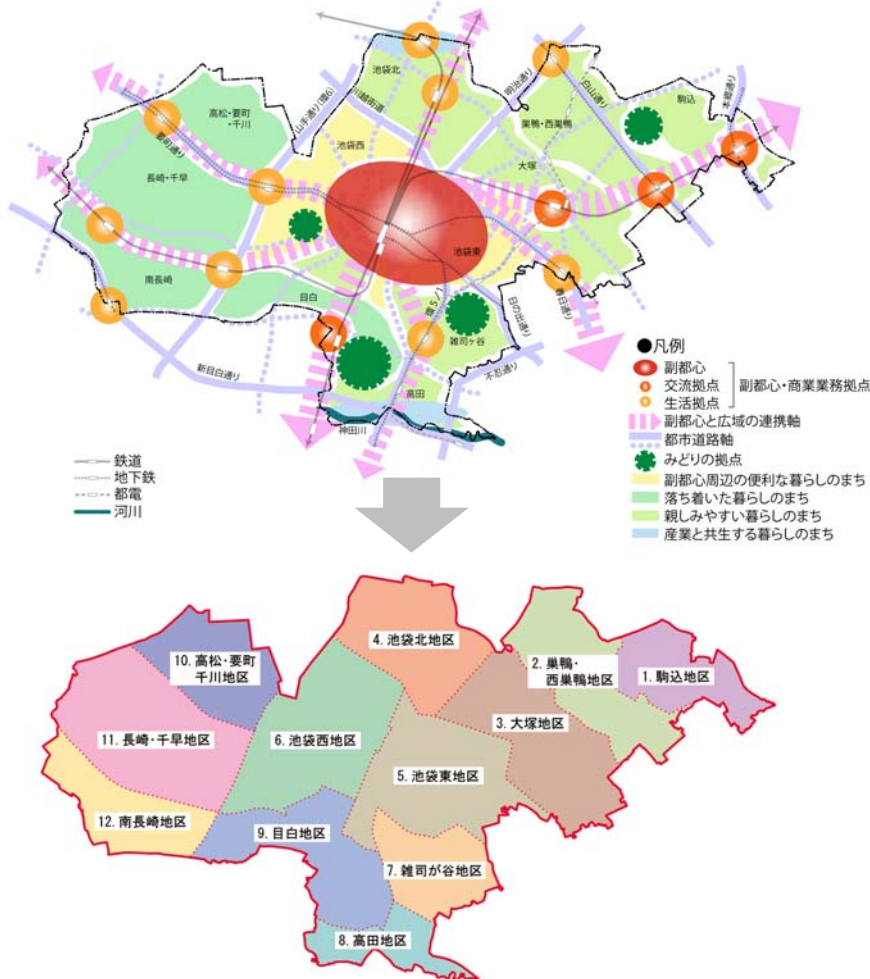 池袋北
川越街道
明治通り
白山通り
駒込
本郷通り
高松・要町
・千川
山手通り(環6)
池袋西
巣鴨・西巣鴨
大塚
要町通り
長崎・千早
池袋東
南長崎
目白
環5ノ1
日の出通り
春日通り
雑司ヶ谷
新目白通り
不忍通り
高田
神田川
●凡例
副都心
交流拠点
生活拠点
副都心・商業業務拠点
副都心と広域の連携軸
都市道路軸
みどりの拠点
副都心周辺の便利な暮らしのまち
落ち着いた暮らしのまち
親しみやすい暮らしのまち
産業と共生する暮らしのまち
鉄道
地下鉄
都電
河川
4. 池袋北地区
10. 高松・要町
千川地区
2. 巣鴨・
西巣鴨地区
1. 駒込地区
11. 長崎・千早地区
6. 池袋西地区
3. 大塚地区
5. 池袋東地区
12. 南長崎地区
9. 目白地区
7. 雑司が谷地区
8. 高田地区